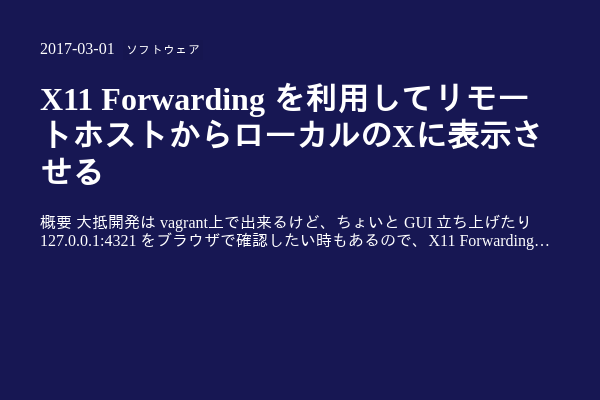 2017-03-01 ソフトウェア
X11 Forwarding を利用してリモー
トホストからローカルのXに表示さ
せる
概要 大抵開発は vagrant上で出来るけど、ちょいと GUI 立ち上げたり
127.0.0.1:4321 をブラウザで確認したい時もあるので、X11 Forwarding…